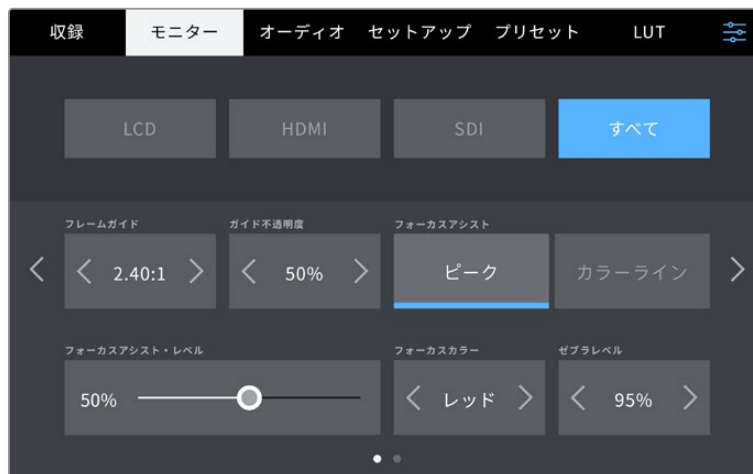 収録 モニター オーディオ セットアップ プリセット LUT
LCD HDMI SDI すべて
フレームガイド ガイド不透明度 フォーカスアシスト
2.40:1 50% ピーク カラーライン
フォーカスアシスト・レベル フォーカスカラー ゼブラレベル
50% レッド 95%